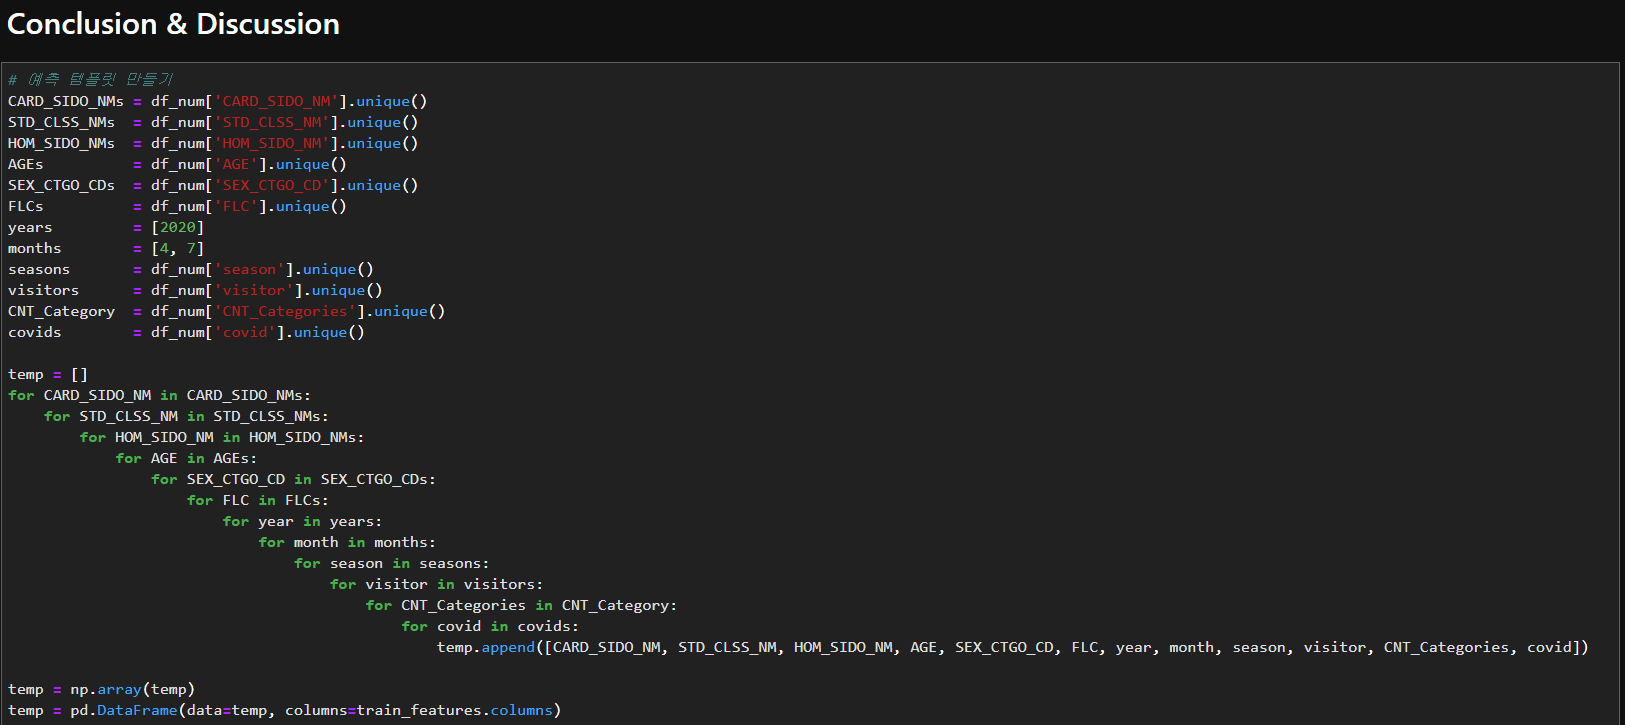 Conclusion & Discussion
# 예측 템플릿 만들기
CARD_SIDO_NMs = df_num['CARD_SIDO_NM'].unique()
STD_CLSS_NMs  = df_num['STD_CLSS_NM'].unique()
HOM_SIDO_NMs  = df_num['HOM_SIDO_NM'].unique()
AGEs          = df_num['AGE'].unique()
SEX_CTGO_CDs  = df_num['SEX_CTGO_CD'].unique()
FLCs          = df_num['FLC'].unique()
years         = [2020]
months        = [4, 7]
seasons       = df_num['season'].unique()
visitors      = df_num['visitor'].unique()
CNT_Category  = df_num['CNT_Categories'].unique()
covids        = df_num['covid'].unique()
temp = []
for CARD_SIDO_NM in CARD_SIDO_NMs:
    for STD_CLSS_NM in STD_CLSS_NMs:
        for HOM_SIDO_NM in HOM_SIDO_NMs:
            for AGE in AGEs:
                for SEX_CTGO_CD in SEX_CTGO_CDs:
                    for FLC in FLCs:
                        for year in years:
                            for month in months:
                                for season in seasons:
                                    for visitor in visitors:
                                        for CNT_Categories in CNT_Category:
                                            for covid in covids:
                                                temp.append([CARD_SIDO_NM, STD_CLSS_NM, HOM_SIDO_NM, AGE, SEX_CTGO_CD, FLC, year, month, season, visitor, CNT_Categories, covid])
temp = np.array(temp)
temp = pd.DataFrame(data=temp, columns=train_features.columns)